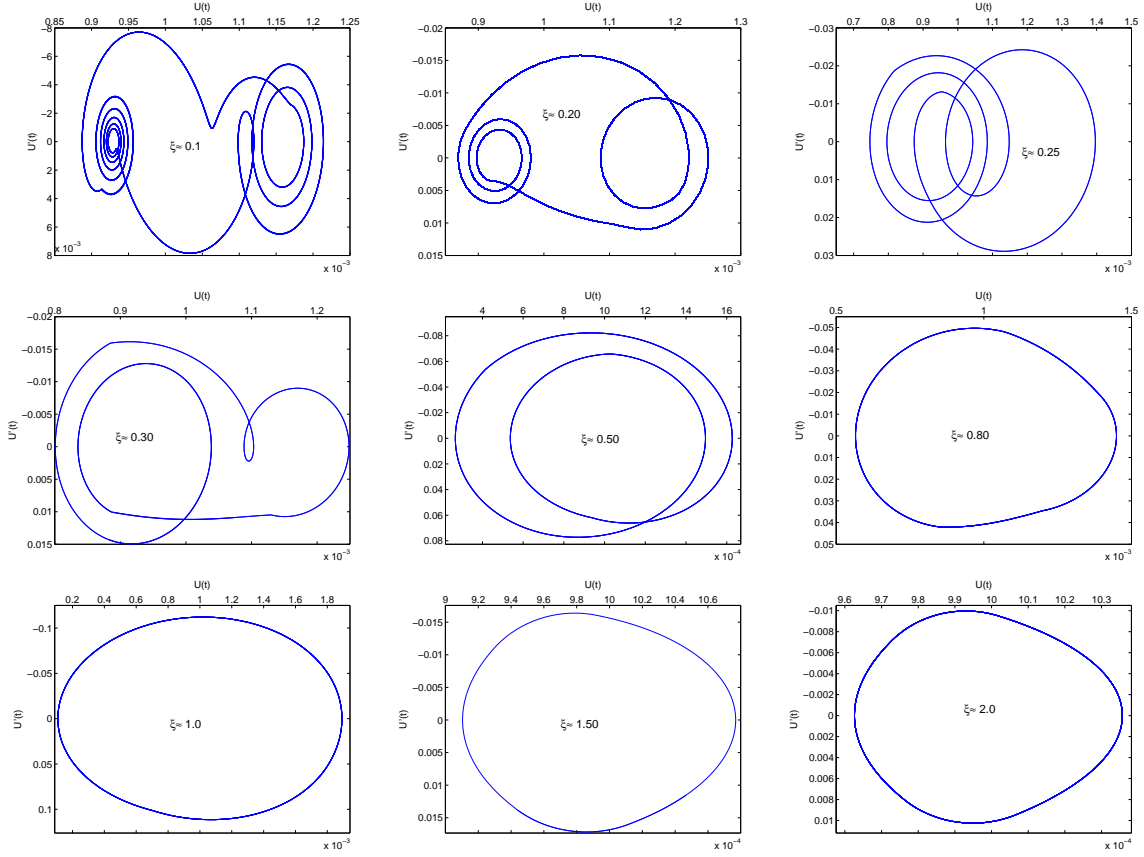 U(t)
0.85 0.9 0.95 1 1.05 1.1 1.15 1.2 1.25
−8
−6
−4
−2
0
2
4
6
8
U'(t)
ξ≈ 0.1
x 10⁻³
x 10⁻³
U(t)
0.9 1 1.1 1.2 1.3
−0.02
−0.015
−0.01
−0.005
0
0.005
0.01
0.015
U'(t)
ξ≈ 0.20
x 10⁻³
U(t)
0.7 0.8 0.9 1 1.1 1.2 1.3 1.4 1.5
−0.03
−0.02
−0.01
0
0.01
0.02
0.03
U'(t)
ξ≈ 0.25
x 10⁻³
U(t)
0.8 0.9 1 1.1 1.2
−0.02
−0.015
−0.01
−0.005
0
0.005
0.01
0.015
U'(t)
ξ≈ 0.30
x 10⁻³
U(t)
4 6 8 10 12 14 16
−0.08
−0.06
−0.04
−0.02
0
0.02
0.04
0.06
0.08
U'(t)
ξ≈ 0.50
x 10⁻⁴
U(t)
0.5 1 1.5
−0.05
−0.04
−0.03
−0.02
−0.01
0
0.01
0.02
0.03
0.04
0.05
U'(t)
ξ≈ 0.80
x 10⁻³
U(t)
0.2 0.4 0.6 0.8 1 1.2 1.4 1.6 1.8
−0.1
−0.05
0
0.05
0.1
U'(t)
ξ≈ 1.0
x 10⁻³
U(t)
9 9.2 9.4 9.6 9.8 10 10.2 10.4 10.6
−0.015
−0.01
−0.005
0
0.005
0.01
0.015
U'(t)
ξ≈ 1.50
x 10⁻⁴
U(t)
9.6 9.7 9.8 9.9 10 10.1 10.2 10.3
−0.01
−0.008
−0.006
−0.004
−0.002
0
0.002
0.004
0.006
0.008
0.01
U'(t)
ξ≈ 2.0
x 10⁻⁴